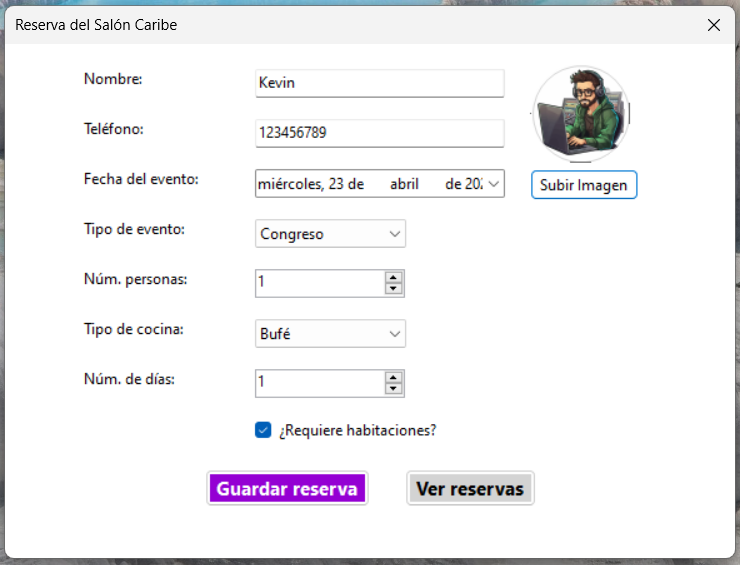 Reserva del Salón Caribe
Nombre: Kevin
Teléfono: 123456789
Fecha del evento: miércoles, 23 de abril de 202
Subir Imagen
Tipo de evento: Congreso
Núm. personas: 1
Tipo de cocina: Bufé
Núm. de días: 1
¿Requiere habitaciones?
Guardar reserva Ver reservas